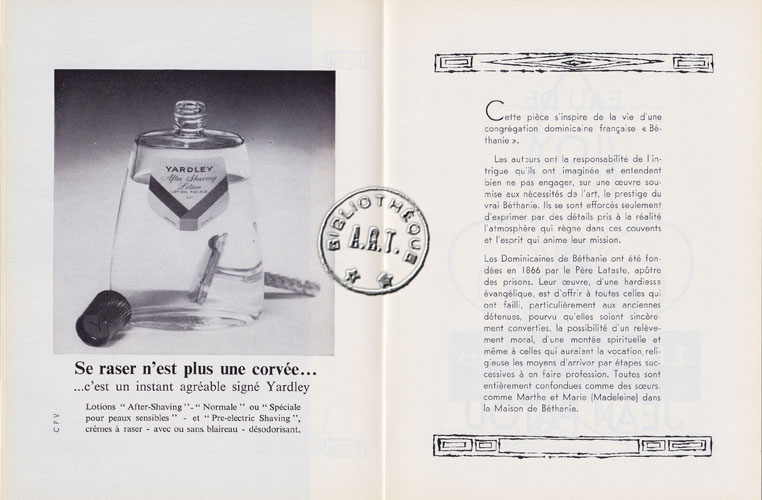 YARDLEY
After Shaving
Lotion
LOTION FACIALE
Se raser n'est plus une corvée...
...c'est un instant agréable signé Yardley
Lotions " After-Shaving "-" Normale " ou " Spéciale
pour peaux sensibles " - et " Pre-electric Shaving ",
crèmes à raser - avec ou sans blaireau - désodorisant.
CPV
BIBLIOTHÈQUE
A.R.T.
Cette pièce s'inspire de la vie d'une
congrégation dominicaine française « Bé-
thanie ».
Les auteurs ont la responsabilité de l'in-
trigue qu'ils ont imaginée et entendent
bien ne pas engager, sur une œuvre sou-
mise aux nécessités de l'art, le prestige du
vrai Béthanie. Ils se sont efforcés seulement
d'exprimer par des détails pris à la réalité
l'atmosphère qui règne dans ces couvents
et l'esprit qui anime leur mission.
Les Dominicaines de Béthanie ont été fon-
dées en 1866 par le Père Lataste, apôtre
des prisons. Leur œuvre, d'une hardiesse
évangélique, est d'offrir à toutes celles qui
ont failli, particulièrement aux anciennes
détenues, pourvu qu'elles soient sincère-
ment converties, la possibilité d'un relève-
ment moral, d'une montée spirituelle et
même à celles qui auraient la vocation reli-
gieuse les moyens d'arriver par étapes suc-
cessives à en faire profession. Toutes sont
entièrement confondues comme des sœurs,
comme Marthe et Marie (Madeleine) dans
la Maison de Béthanie.